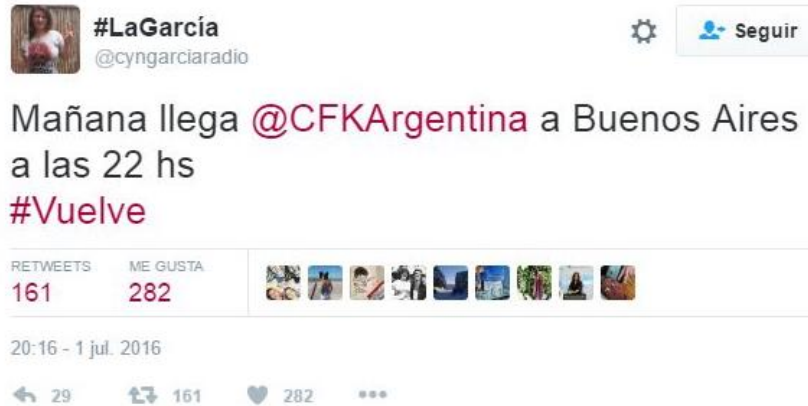 #LaGarcía
@cyngarciaradio
Seguir
Mañana llega @CFKArgentina a Buenos Aires
a las 22 hs
#Vuelve
RETWEETS ME GUSTA
161 282
20:16 - 1 jul. 2016
29 161 282